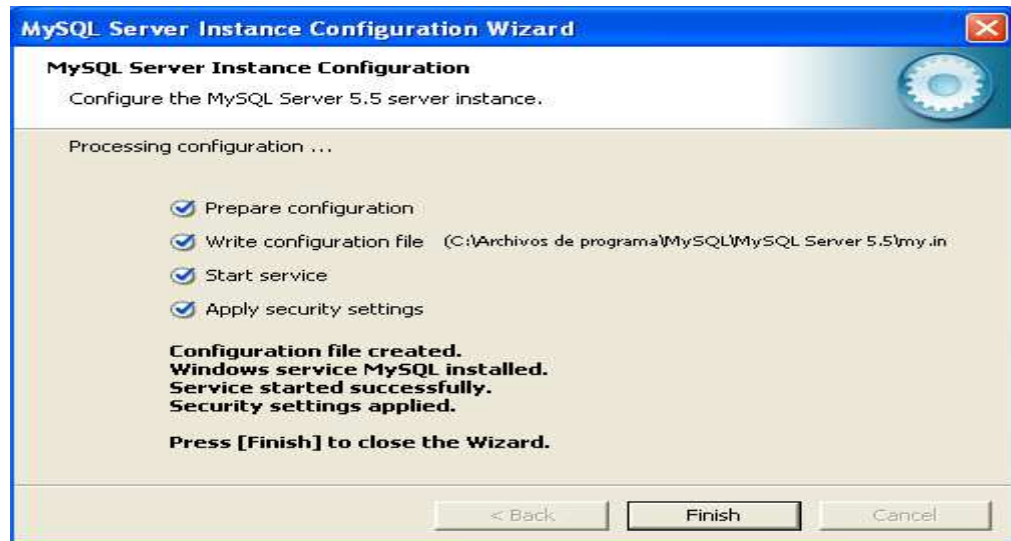 MySQL Server Instance Configuration Wizard
MySQL Server Instance Configuration
Configure the MySQL Server 5.5 server instance.
Processing configuration ...
Prepare configuration
Write configuration file (C:\Archivos de programa\MySQL\MySQL Server 5.5\my.in
Start service
Apply security settings
Configuration file created.
Windows service MySQL installed.
Service started successfully.
Security settings applied.
Press [Finish] to close the Wizard.
< Back Finish Cancel